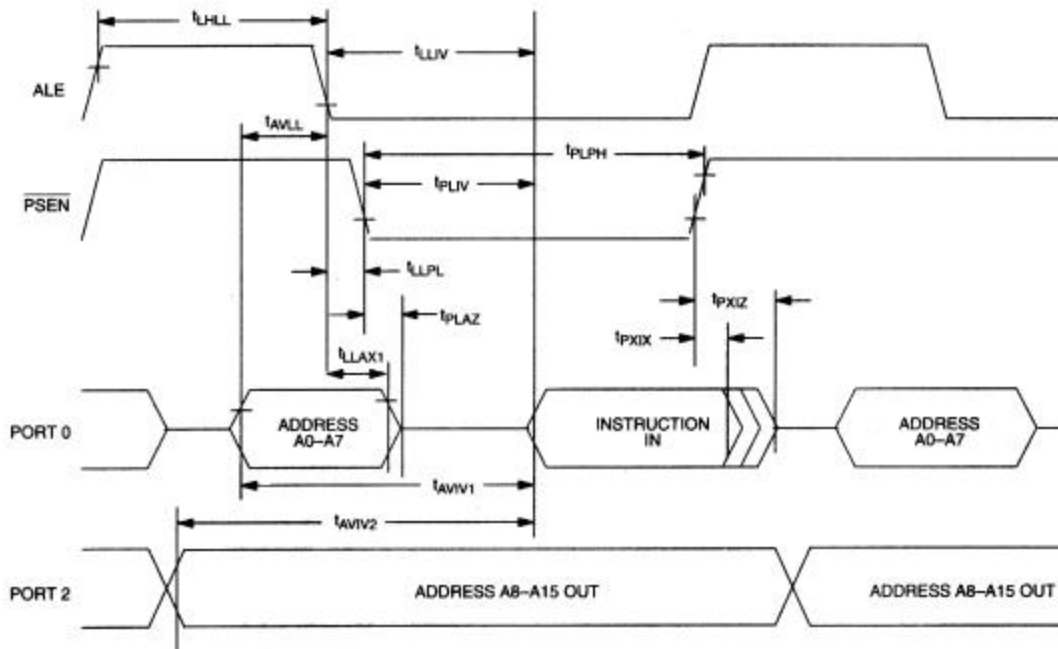 tLHLL
tLLIV
ALE
tAVLL
tPLPH
tPLIV
PSEN
tLLPL
tPLAZ
tPXIZ
tPXIX
tLLAX1
PORT 0
ADDRESS
A0–A7
INSTRUCTION
IN
ADDRESS
A0–A7
tAVIV1
tAVIV2
PORT 2
ADDRESS A8–A15 OUT
ADDRESS A8–A15 OUT